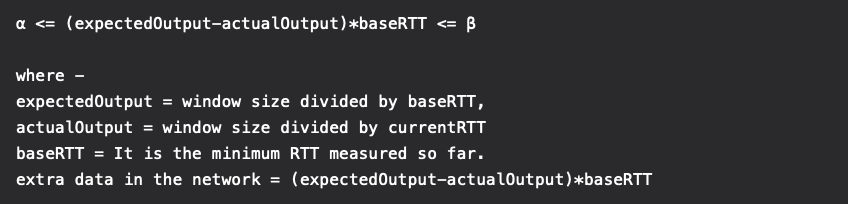 α <= (expectedOutput-actualOutput)*baseRTT <= β
where -
expectedOutput = window size divided by baseRTT,
actualOutput = window size divided by currentRTT
baseRTT = It is the minimum RTT measured so far.
extra data in the network = (expectedOutput-actualOutput)*baseRTT